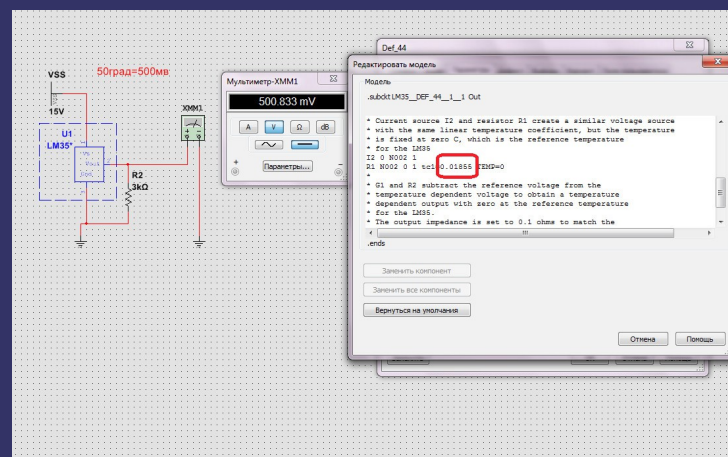 VSS
50град=500мв
15V
U1
LM35*
XMM1
R2
3kΩ
Мультиметр-XMM1
500.833 mV
A V Ω dB
+ Параметры... -
Def_44
Редактировать модель
Модель
.subckt LM35__DEF_44__1__1 Out
* Current source I2 and resistor R1 create a similar voltage source
* with the same linear temperature coefficient, but the temperature
* is fixed at zero C, which is the reference temperature
* for the LM35
I2 0 N002 1
R1 N002 0 1 tc1=0.01855 TEMP=0
*
* G1 and R2 subtract the reference voltage from the
* temperature dependent voltage to obtain a temperature
* dependent output with zero at the reference temperature
* for the LM35.
* The output impedance is set to 0.1 ohms to match the
.ends
Заменить компонент
Заменить все компоненты
Вернуться на умолчания
Отмена Помощь